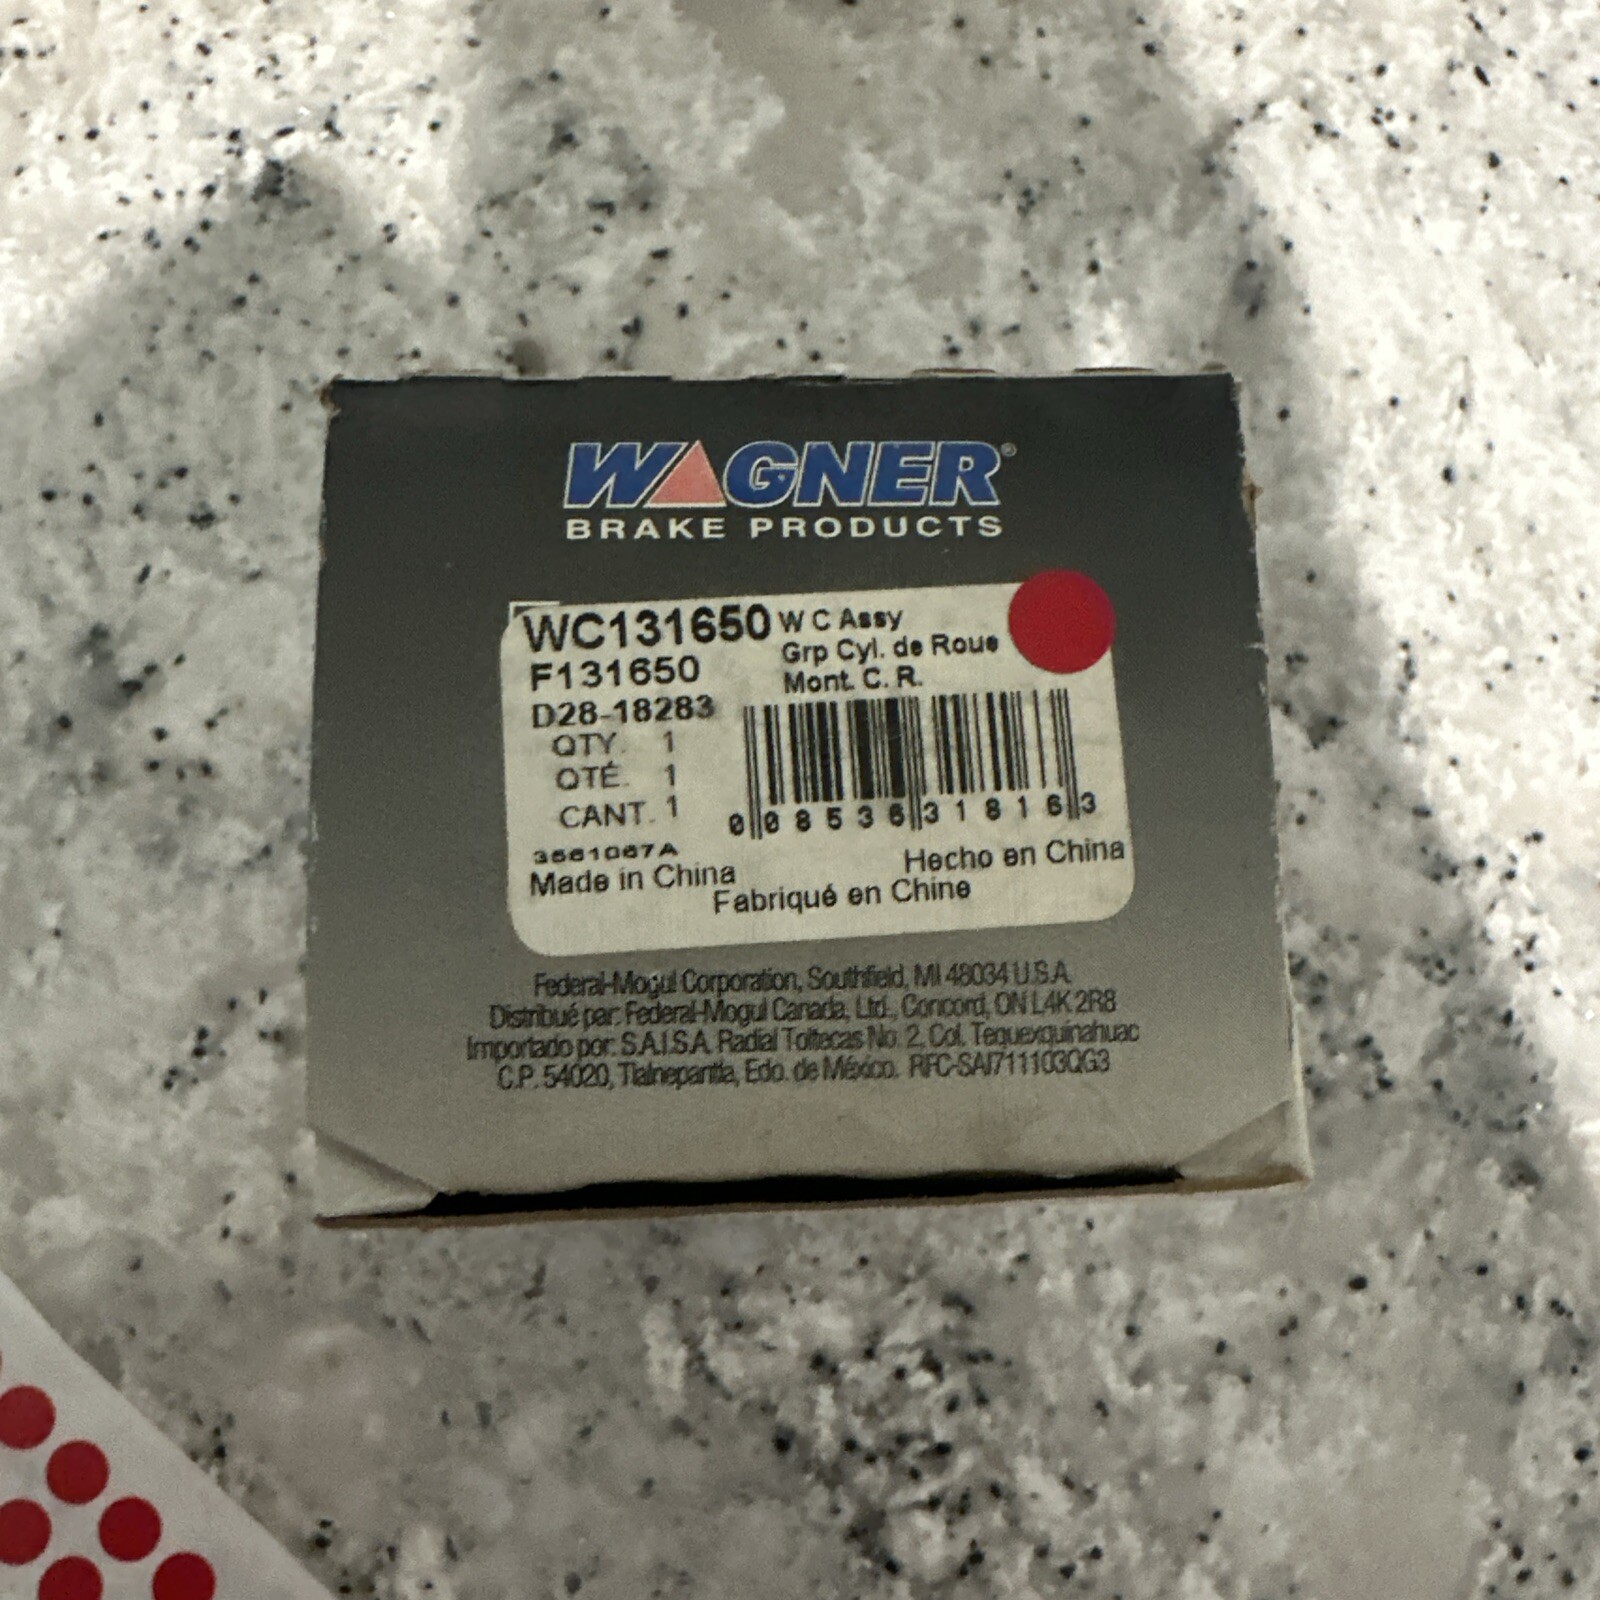 WAGNER®
BRAKE PRODUCTS
WC131650 W C Assy
F131650 Grp Cyl. de Roue
D28-18283 Mont. C. R.
QTY. 1
QTÉ. 1
CANT. 1
0 08536 31816 3
3561067A
Made in China
Hecho en China
Fabriqué en Chine
Federal-Mogul Corporation, Southfield, MI 48034 U.S.A.
Distribué par: Federal-Mogul Canada, Ltd., Concord, ON L4K 2R8
Importado por: S.A.I.S.A. Radial Toltecas No. 2, Col. Tequexquinahuac
C.P. 54020, Tlalnepantla, Edo. de México. RFC-SAI711103QG3